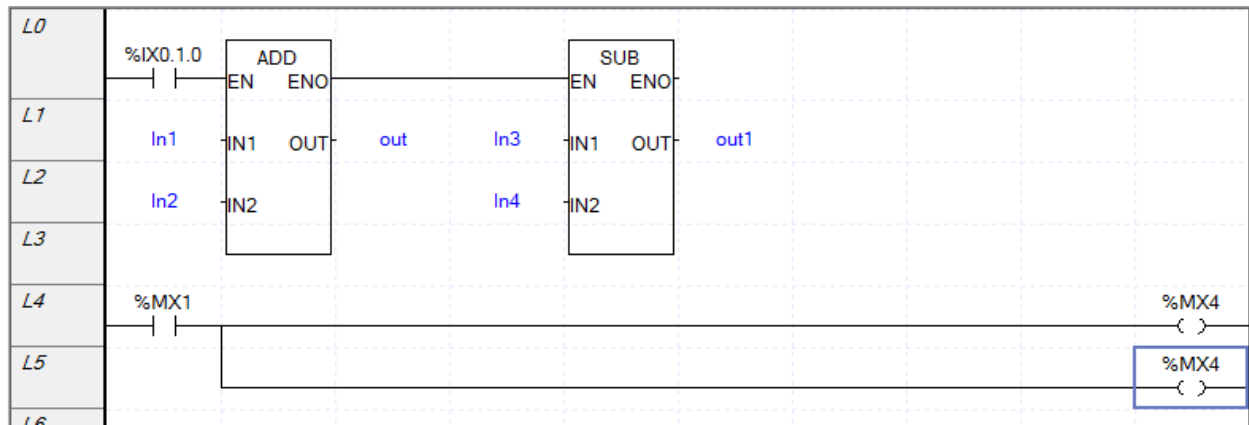 L0
%IX0.1.0 ADD SUB
EN ENO EN ENO
L1
In1 IN1 OUT out In3 IN1 OUT out1
L2
In2 IN2 In4 IN2
L3
L4 %MX1 %MX4
L5 %MX4
L6